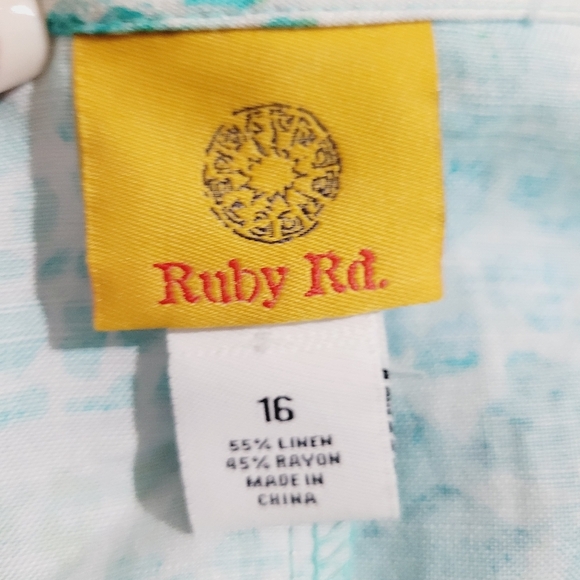 Ruby Rd.
16
55% LINEN
45% RAYON
MADE IN
CHINA